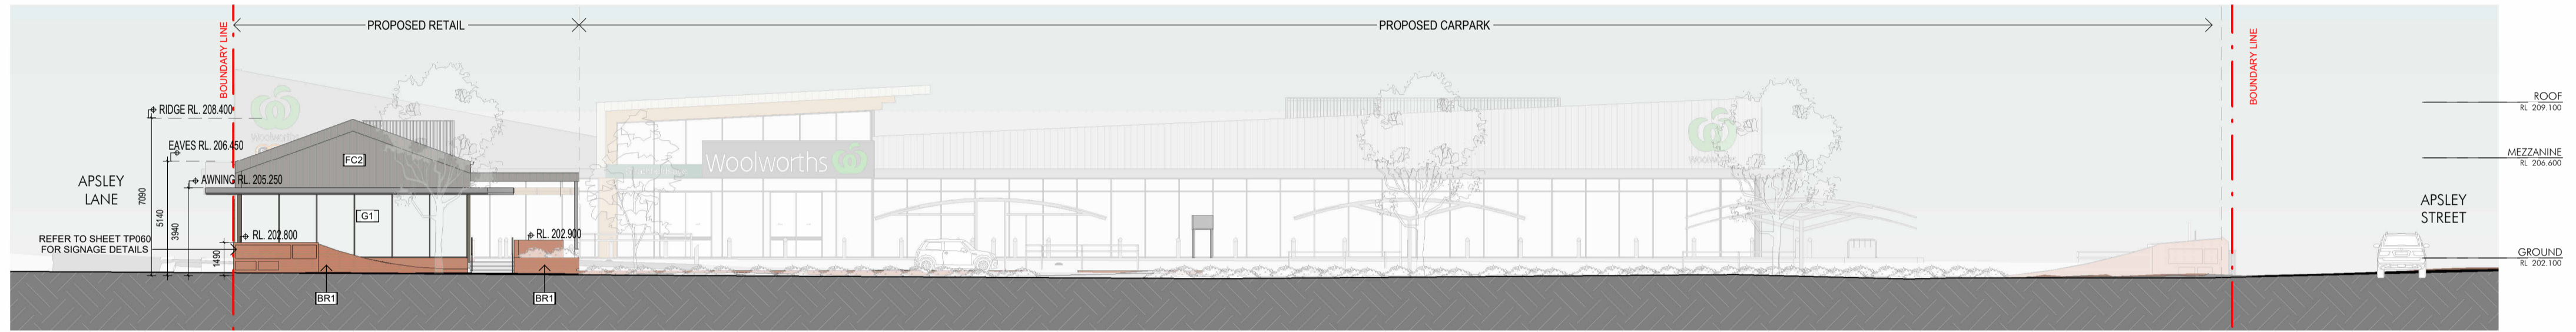 PROPOSED RETAIL
PROPOSED CARPARK
BOUNDARY LINE
BOUNDARY LINE
RIDGE RL. 208.400
EAVES RL. 206.450
AWNING RL. 205.250
APSLEY
LANE
7090
5140
3940
1490
RL. 202.800
RL. 202.900
REFER TO SHEET TP060
FOR SIGNAGE DETAILS
FC2
G1
BR1
BR1
Woolworths
Woolworths
Woolworths
ROOF
RL 209.100
MEZZANINE
RL 206.600
APSLEY
STREET
GROUND
RL 202.100